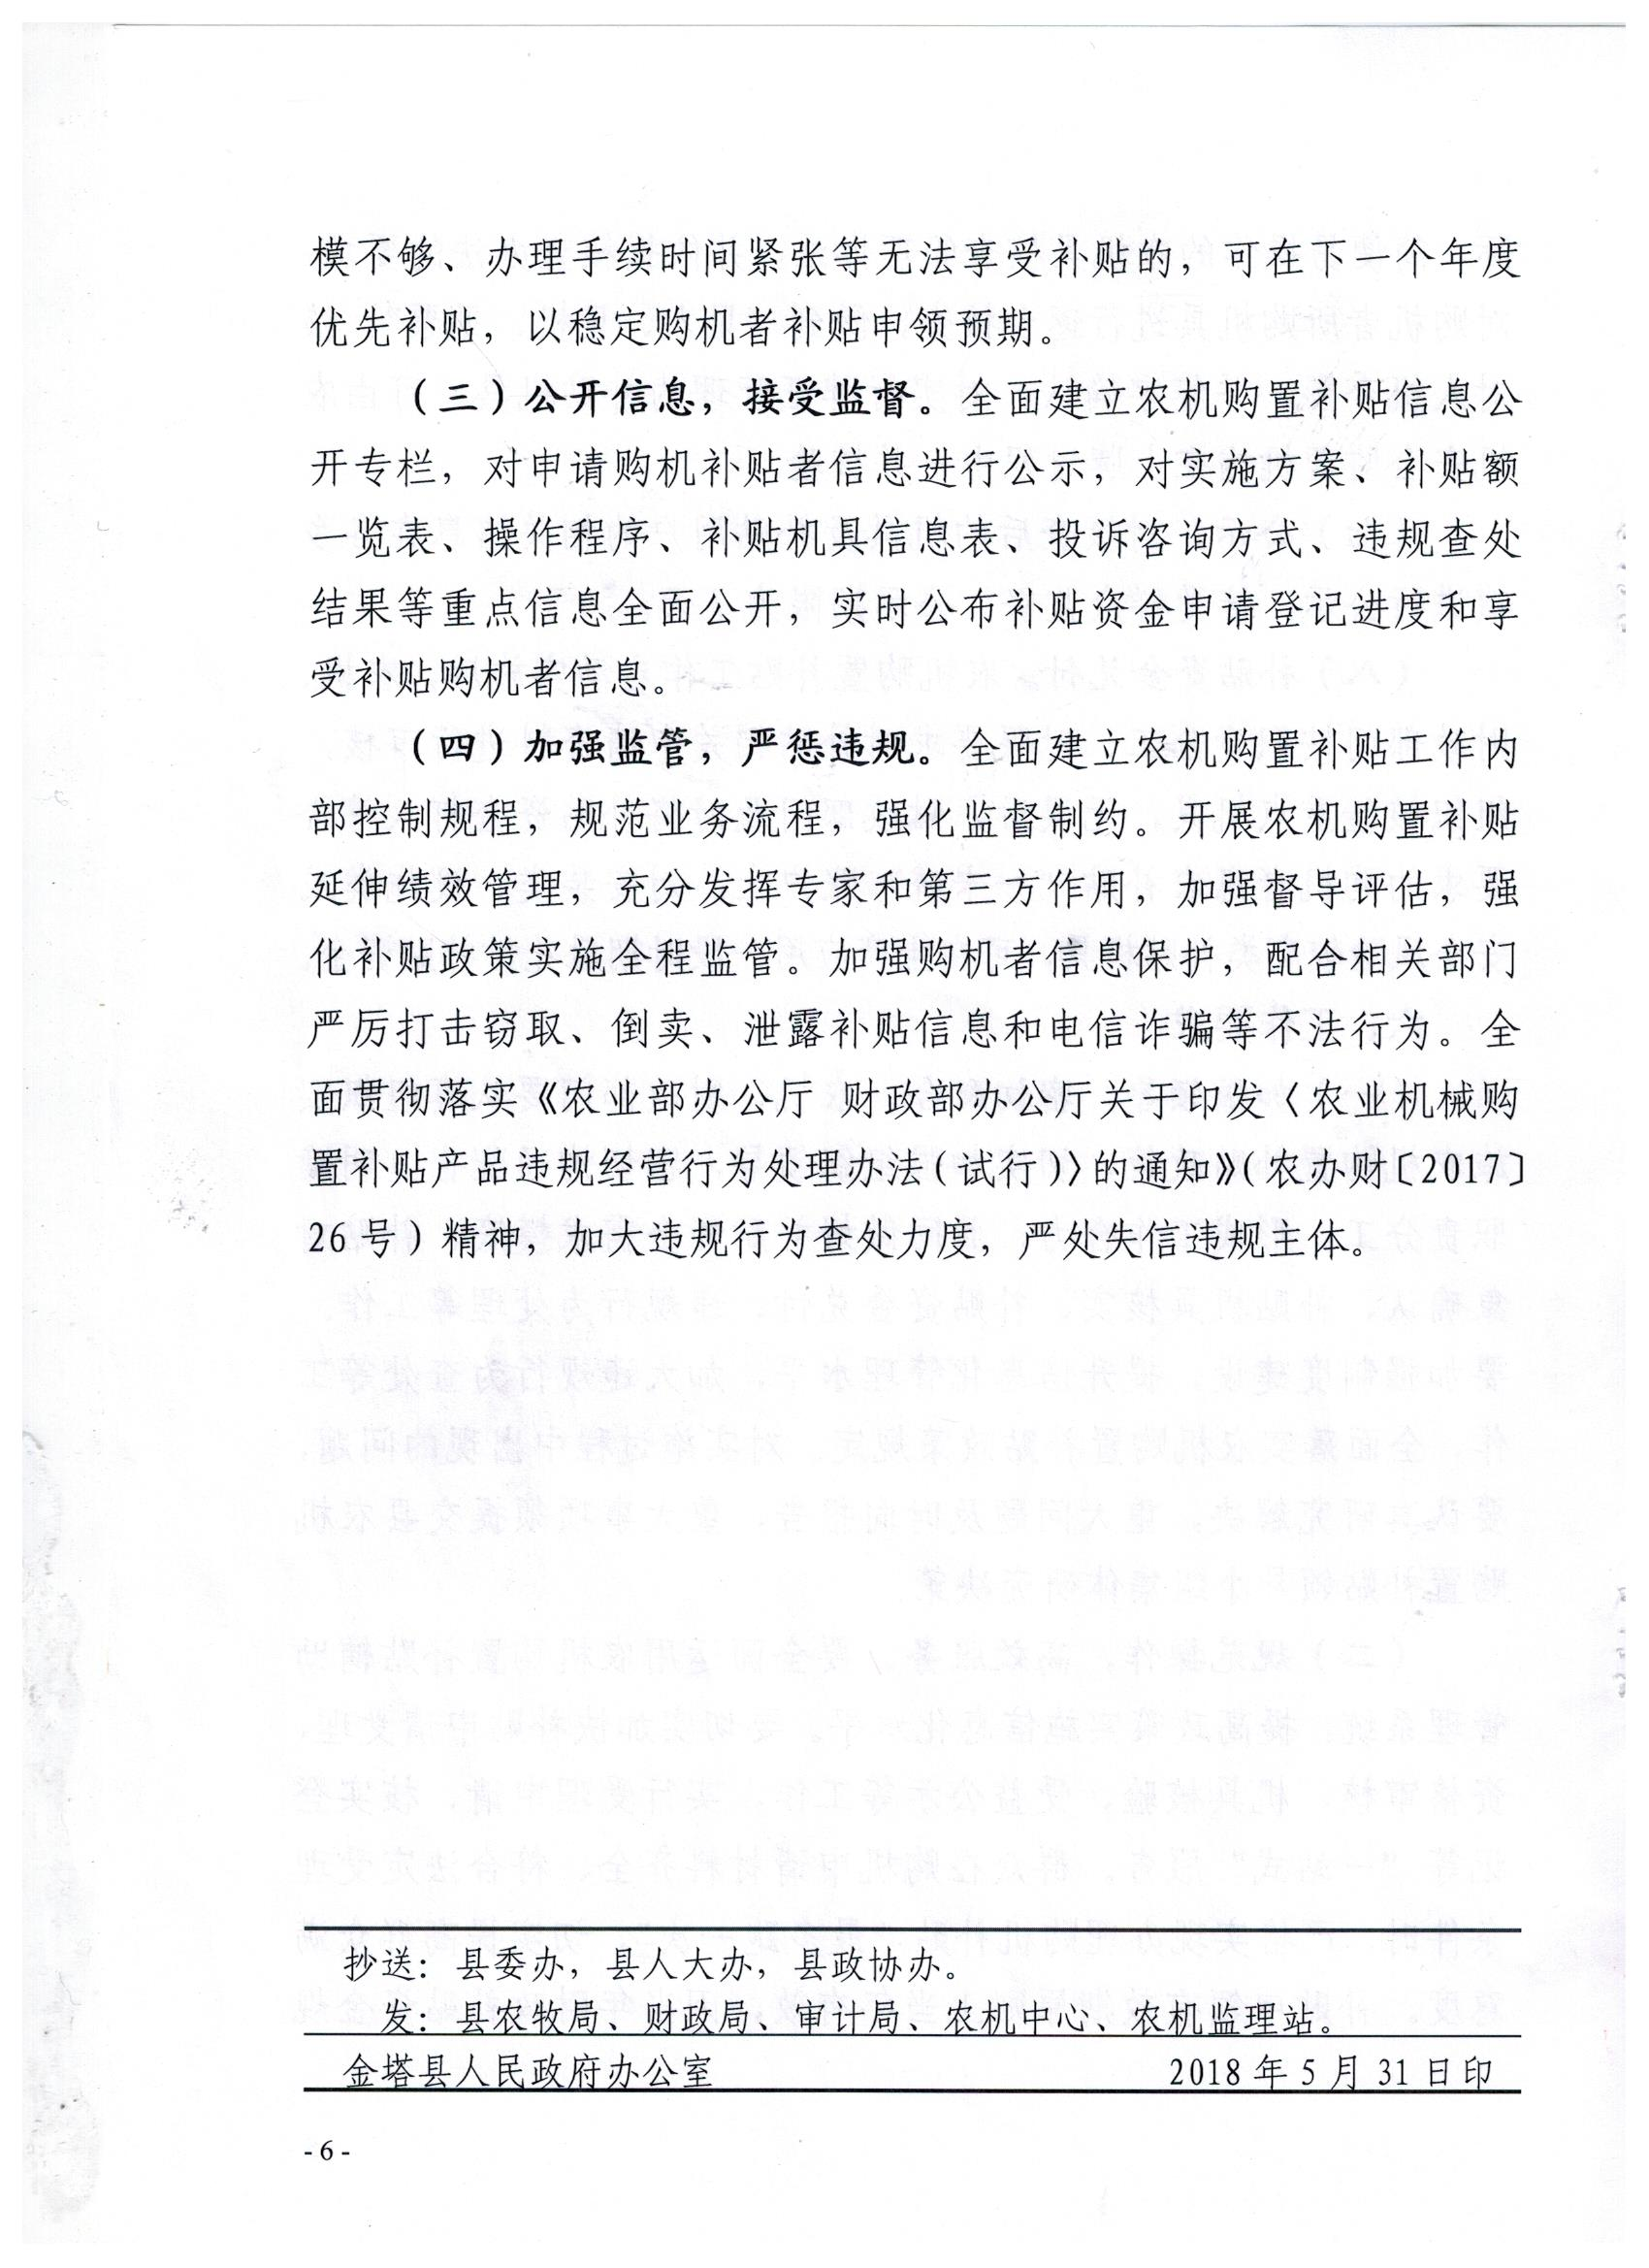 模不够、办理手续时间紧张等无法享受补贴的，可在下一个年度
优先补贴，以稳定购机者补贴申领预期。
（三）公开信息，接受监督。全面建立农机购置补贴信息公
开专栏，对申请购机补贴者信息进行公示，对实施方案、补贴额
一览表、操作程序、补贴机具信息表、投诉咨询方式、违规查处
结果等重点信息全面公开，实时公布补贴资金申请登记进度和享
受补贴购机者信息。
（四）加强监管，严惩违规。全面建立农机购置补贴工作内
部控制规程，规范业务流程，强化监督制约。开展农机购置补贴
延伸绩效管理，充分发挥专家和第三方作用，加强督导评估，强
化补贴政策实施全程监管。加强购机者信息保护，配合相关部门
严厉打击窃取、倒卖、泄露补贴信息和电信诈骗等不法行为。全
面贯彻落实《农业部办公厅 财政部办公厅关于印发〈农业机械购
置补贴产品违规经营行为处理办法（试行）〉的通知》（农办财〔2017〕
26号）精神，加大违规行为查处力度，严处失信违规主体。
抄送：县委办，县人大办，县政协办。
发：县农牧局、财政局、审计局、农机中心、农机监理站。
金塔县人民政府办公室 2018年5月31日印
- 6 -